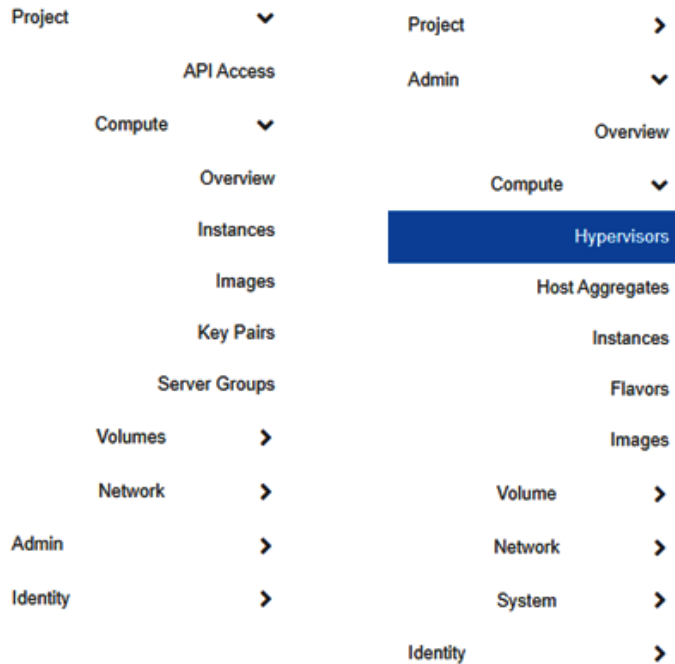 Project
API Access
Compute
Overview
Instances
Images
Key Pairs
Server Groups
Volumes
Network
Admin
Identity
Project
Admin
Overview
Compute
Hypervisors
Host Aggregates
Instances
Flavors
Images
Volume
Network
System
Identity